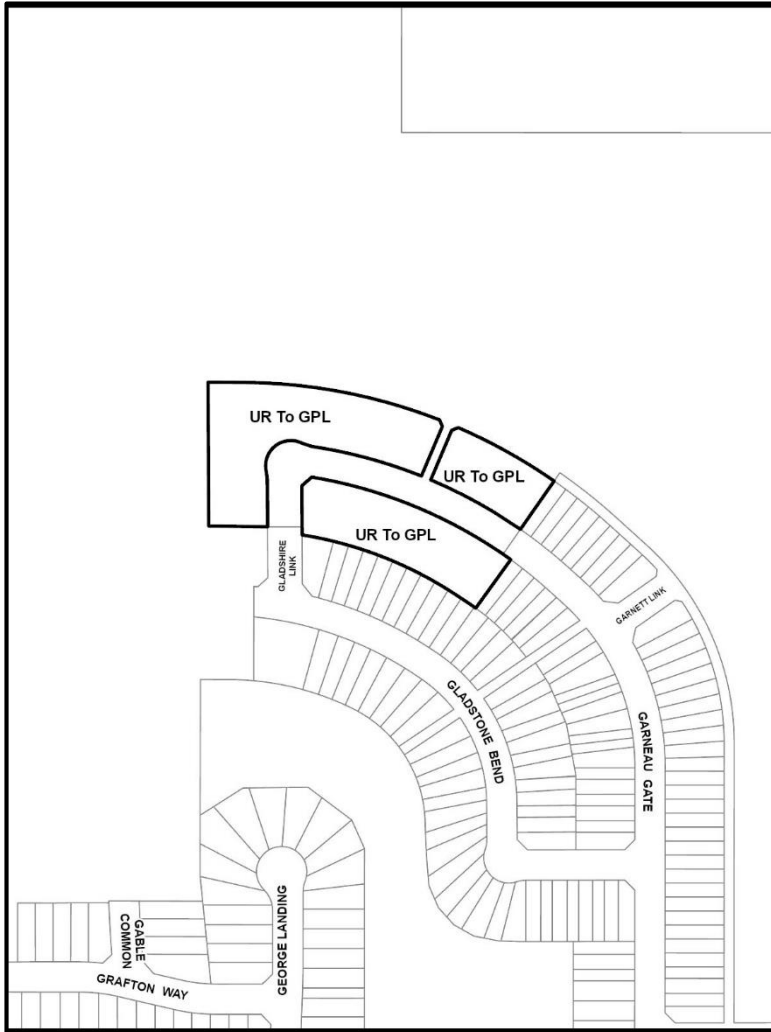 UR To GPL
UR To GPL
UR To GPL
GLADSHIRE
LINK
GARNETT LINK
GLADSTONE BEND
GARNEAU GATE
GEORGE LANDING
GABLE
COMMON
GRAFTON WAY